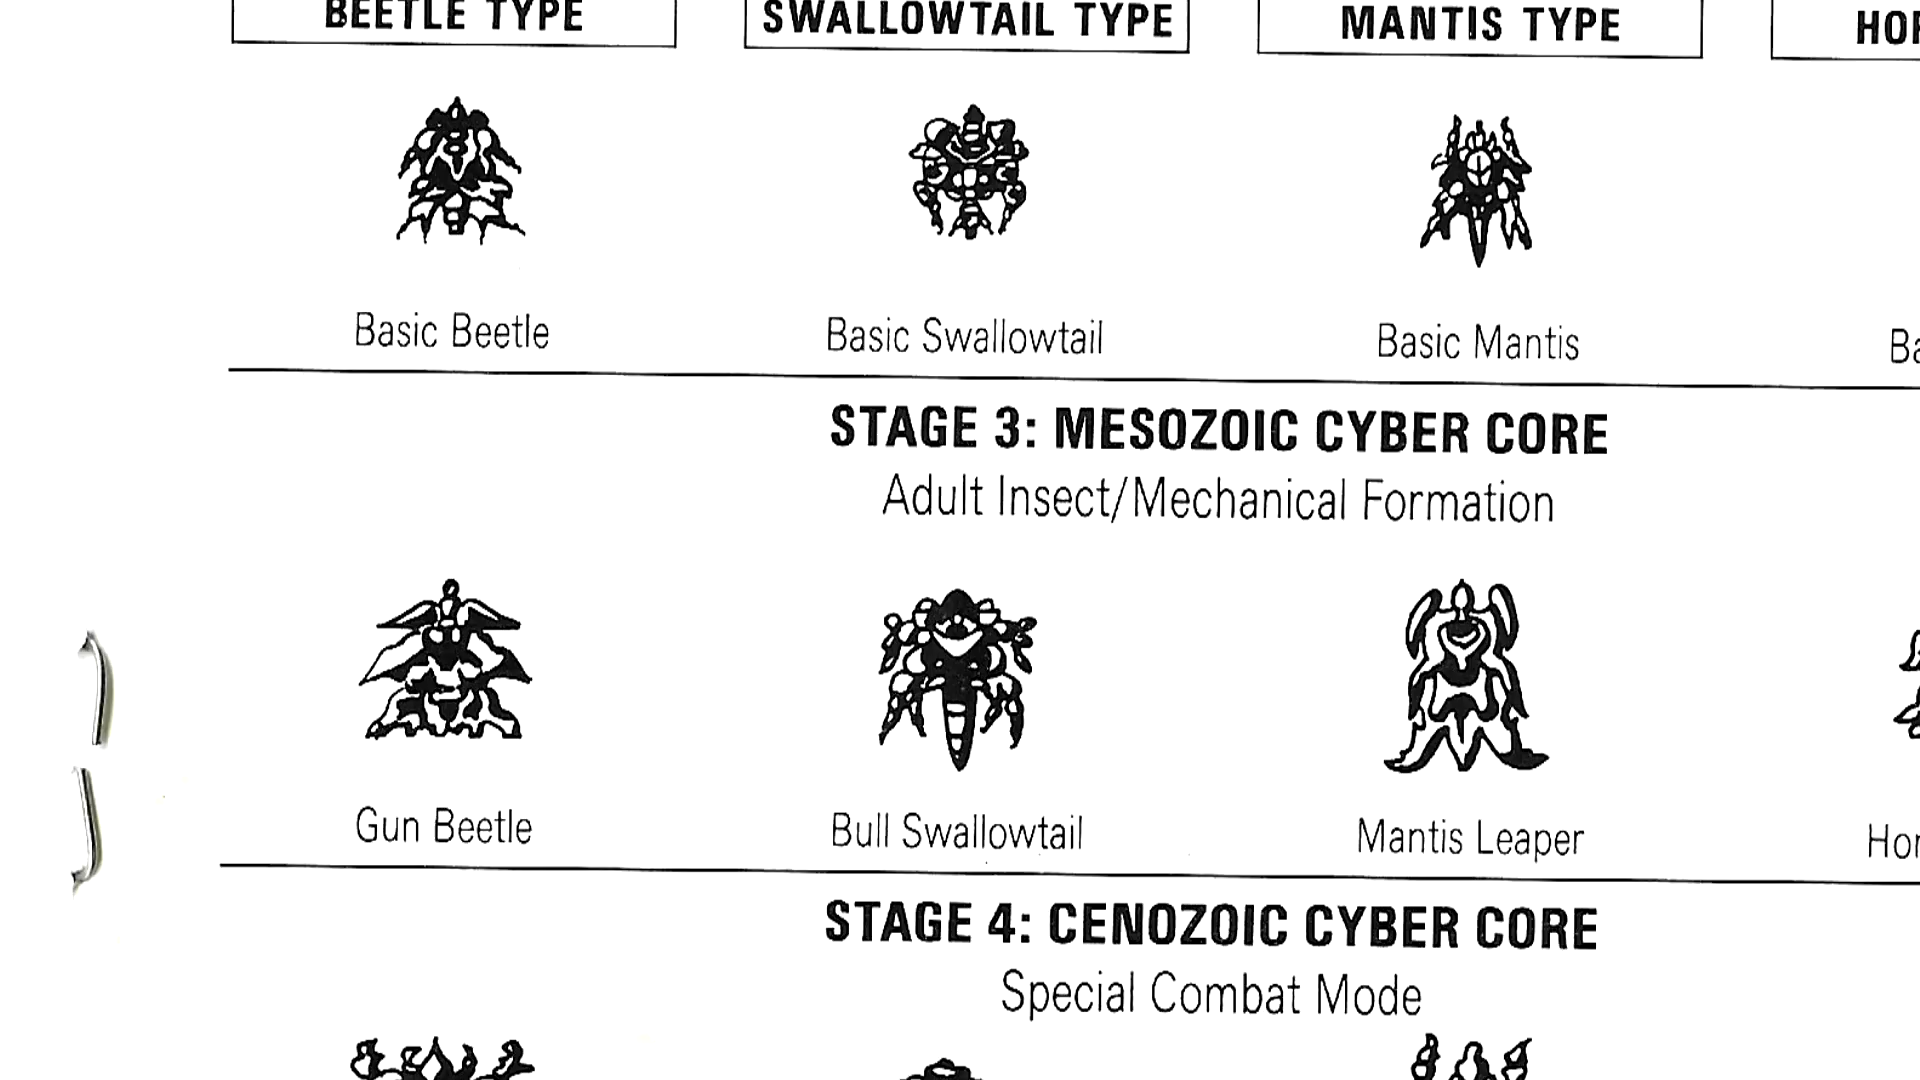 BEETLE TYPE SWALLOWTAIL TYPE MANTIS TYPE
Basic Beetle Basic Swallowtail Basic Mantis
STAGE 3: MESOZOIC CYBER CORE
Adult Insect/Mechanical Formation
Gun Beetle Bull Swallowtail Mantis Leaper
STAGE 4: CENOZOIC CYBER CORE
Special Combat Mode